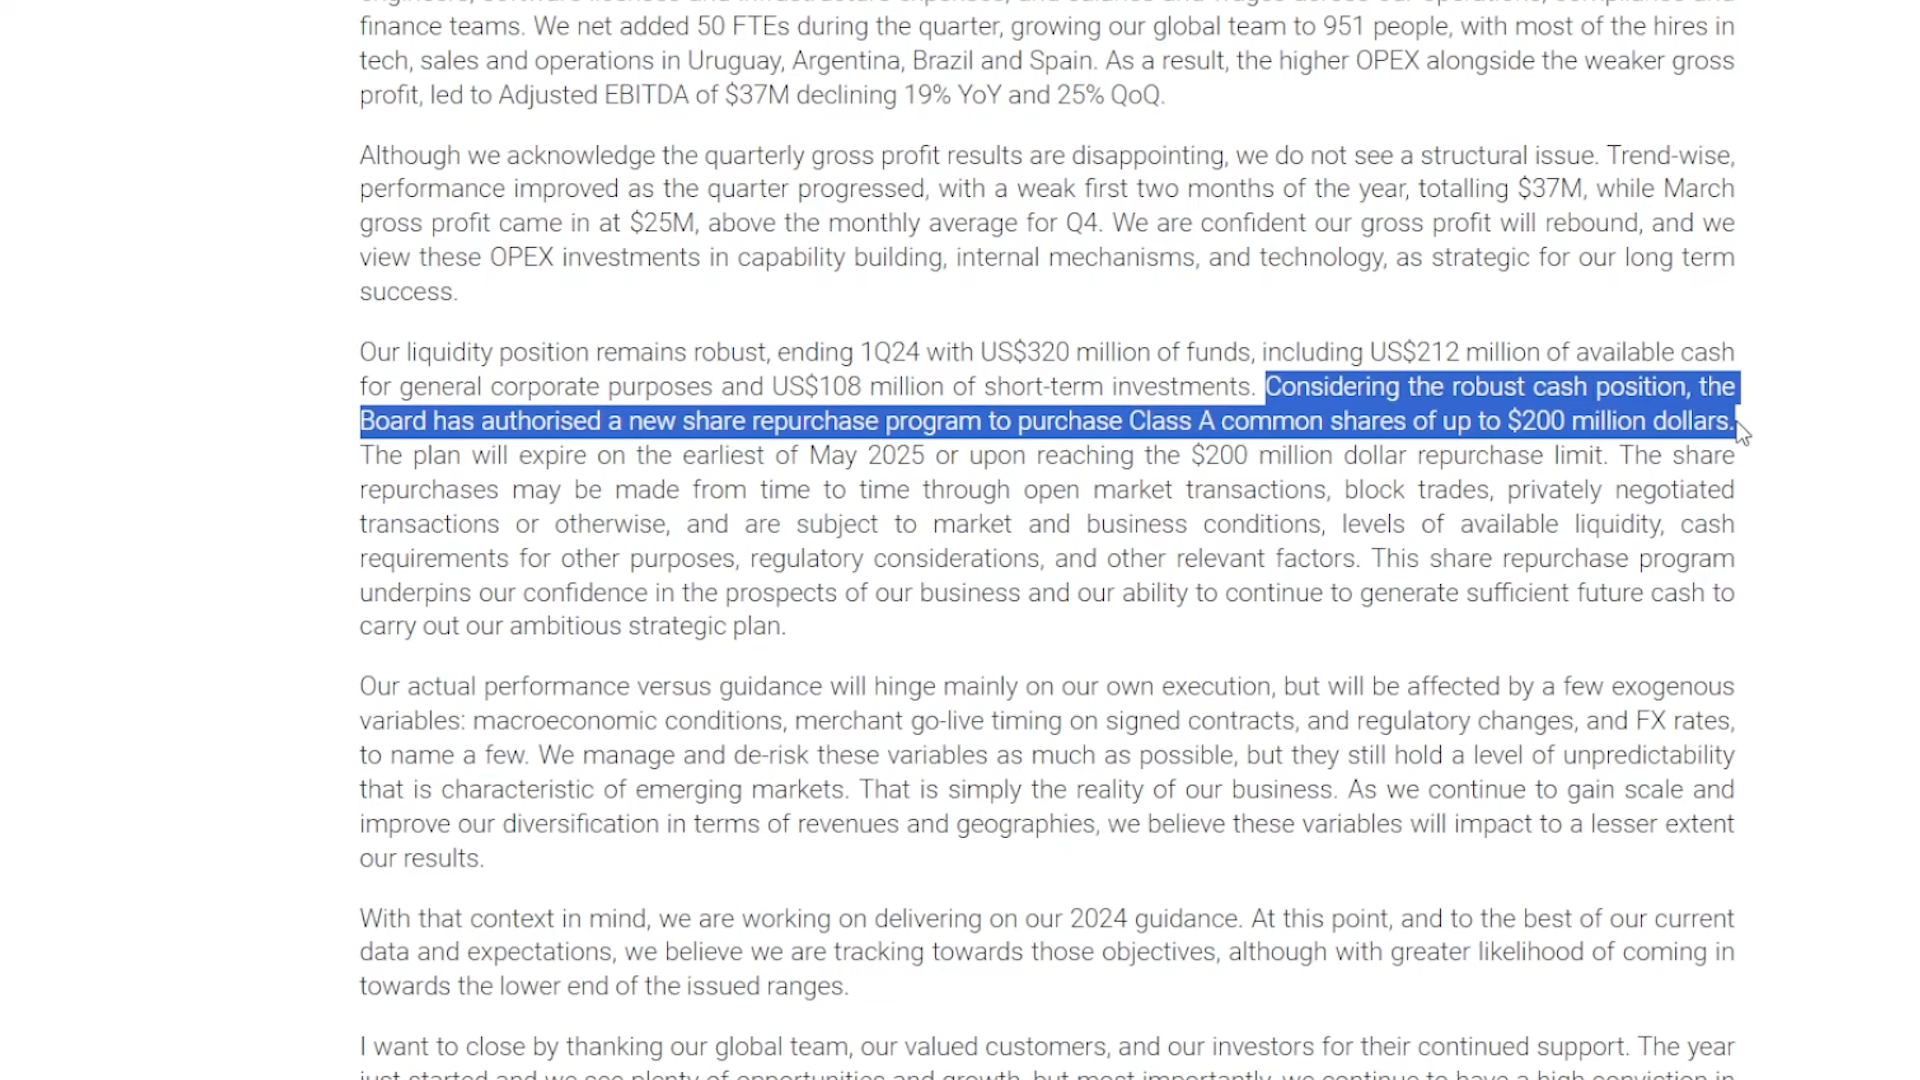 finance teams. We net added 50 FTEs during the quarter, growing our global team to 951 people, with most of the hires in
tech, sales and operations in Uruguay, Argentina, Brazil and Spain. As a result, the higher OPEX alongside the weaker gross
profit, led to Adjusted EBITDA of $37M declining 19% YoY and 25% QoQ.
Although we acknowledge the quarterly gross profit results are disappointing, we do not see a structural issue. Trend-wise,
performance improved as the quarter progressed, with a weak first two months of the year, totalling $37M, while March
gross profit came in at $25M, above the monthly average for Q4. We are confident our gross profit will rebound, and we
view these OPEX investments in capability building, internal mechanisms, and technology, as strategic for our long term
success.
Our liquidity position remains robust, ending 1Q24 with US$320 million of funds, including US$212 million of available cash
for general corporate purposes and US$108 million of short-term investments. Considering the robust cash position, the
Board has authorised a new share repurchase program to purchase Class A common shares of up to $200 million dollars.
The plan will expire on the earliest of May 2025 or upon reaching the $200 million dollar repurchase limit. The share
repurchases may be made from time to time through open market transactions, block trades, privately negotiated
transactions or otherwise, and are subject to market and business conditions, levels of available liquidity, cash
requirements for other purposes, regulatory considerations, and other relevant factors. This share repurchase program
underpins our confidence in the prospects of our business and our ability to continue to generate sufficient future cash to
carry out our ambitious strategic plan.
Our actual performance versus guidance will hinge mainly on our own execution, but will be affected by a few exogenous
variables: macroeconomic conditions, merchant go-live timing on signed contracts, and regulatory changes, and FX rates,
to name a few. We manage and de-risk these variables as much as possible, but they still hold a level of unpredictability
that is characteristic of emerging markets. That is simply the reality of our business. As we continue to gain scale and
improve our diversification in terms of revenues and geographies, we believe these variables will impact to a lesser extent
our results.
With that context in mind, we are working on delivering on our 2024 guidance. At this point, and to the best of our current
data and expectations, we believe we are tracking towards those objectives, although with greater likelihood of coming in
towards the lower end of the issued ranges.
I want to close by thanking our global team, our valued customers, and our investors for their continued support. The year